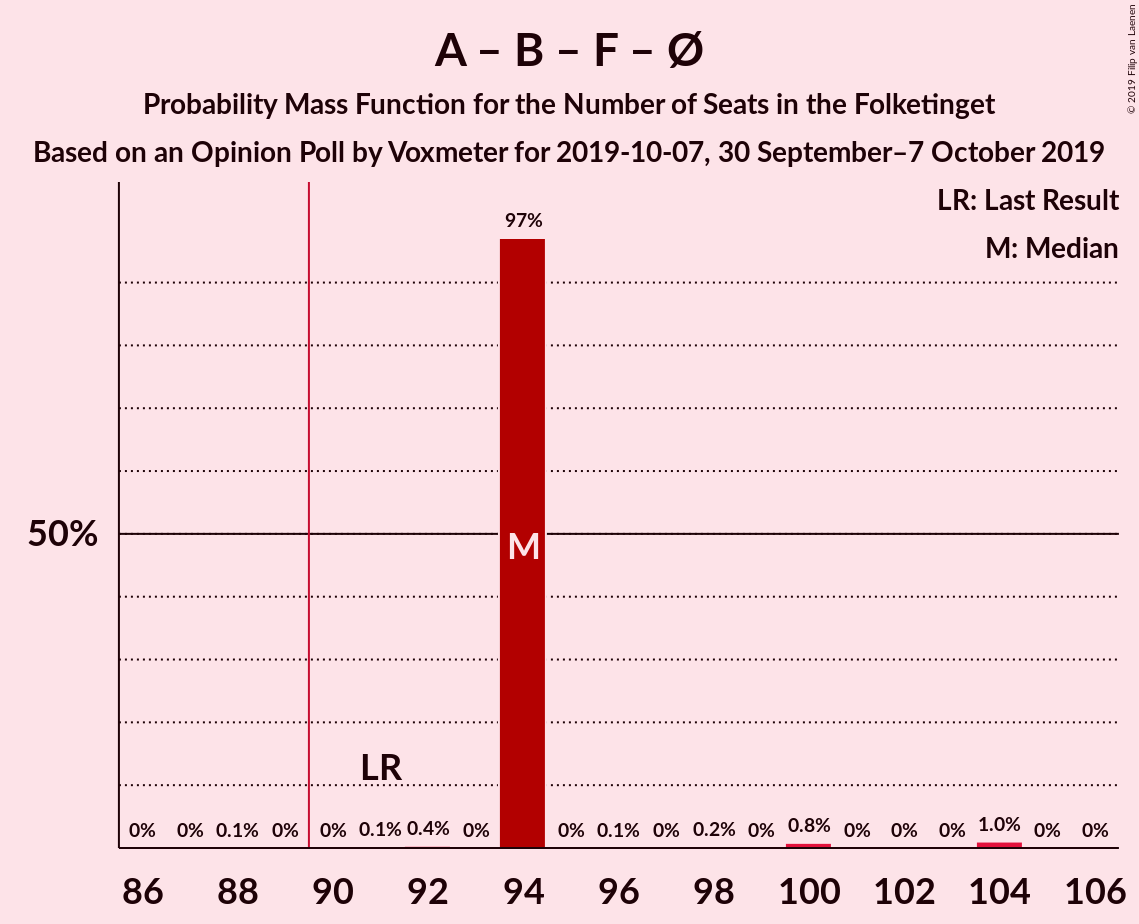 A – B – F – Ø
Probability Mass Function for the Number of Seats in the Folketinget
Based on an Opinion Poll by Voxmeter for 2019-10-07, 30 September–7 October 2019
© 2019 Filip van Laenen
LR: Last Result
M: Median
97%
50%
M
LR
0% 0% 0.1% 0% 0% 0.1% 0.4% 0% 0% 0.1% 0% 0.2% 0% 0.8% 0% 0% 0% 1.0% 0% 0%
86 88 90 92 94 96 98 100 102 104 106